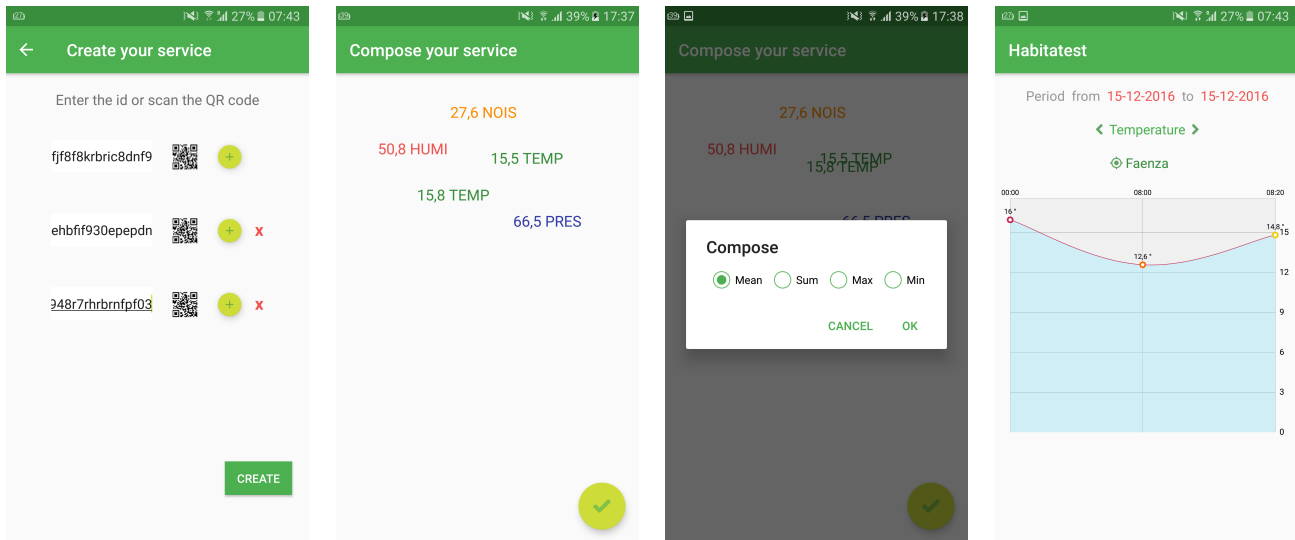 27% 07:43
Create your service
Enter the id or scan the QR code
fjf8f8krbric8dnf9
+
ehbfif930epepdn
+ x
948r7rhrbrnfpf03
+ x
CREATE
39% 17:37
Compose your service
27,6 NOIS
50,8 HUMI
15,5 TEMP
15,8 TEMP
66,5 PRES
39% 17:38
Compose your service
27,6 NOIS
50,8 HUMI
15,5 TEMP
15,8 TEMP
66,5 PRES
Compose
Mean Sum Max Min
CANCEL OK
27% 07:43
Habitatest
Period from 15-12-2016 to 15-12-2016
Temperature
Faenza
00:00 08:00 08:20
16 °
14,8 °
15
12,6 °
12
9
6
3
0